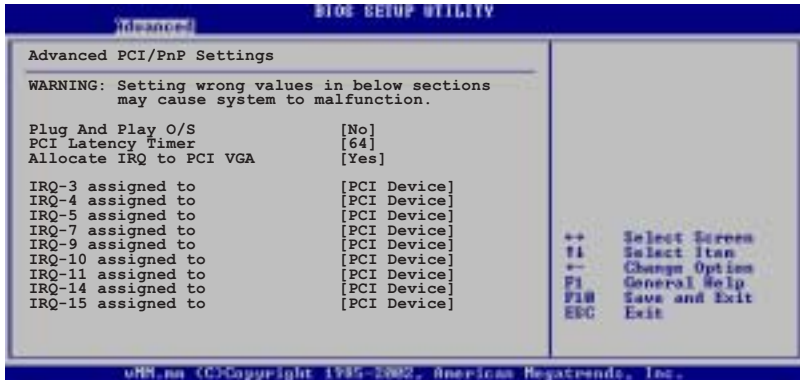 BIOS SETUP UTILITY
Advanced
Advanced PCI/PnP Settings
WARNING: Setting wrong values in below sections
may cause system to malfunction.
Plug And Play O/S [No]
PCI Latency Timer [64]
Allocate IRQ to PCI VGA [Yes]
IRQ-3 assigned to [PCI Device]
IRQ-4 assigned to [PCI Device]
IRQ-5 assigned to [PCI Device]
IRQ-7 assigned to [PCI Device]
IRQ-9 assigned to [PCI Device]
IRQ-10 assigned to [PCI Device]
IRQ-11 assigned to [PCI Device]
IRQ-14 assigned to [PCI Device]
IRQ-15 assigned to [PCI Device]
←→ Select Screen
↑↓ Select Item
+- Change Option
F1 General Help
F10 Save and Exit
ESC Exit
(C)Copyright 1985-2002, American Megatrends, Inc.